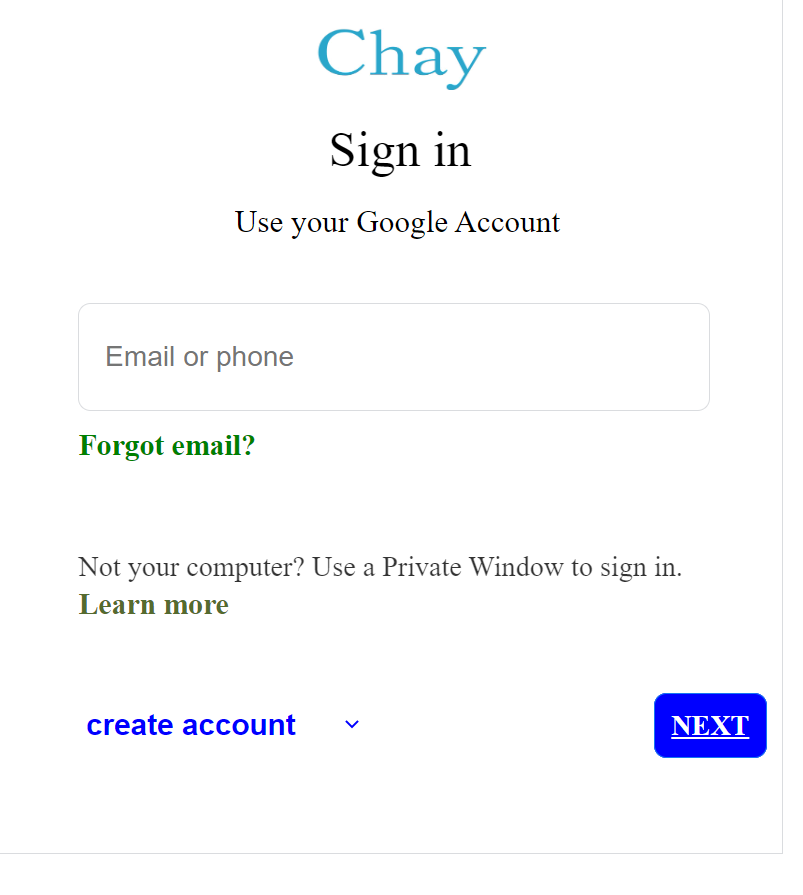 Chay
Sign in
Use your Google Account
Email or phone
Forgot email?
Not your computer? Use a Private Window to sign in.
Learn more
create account
NEXT